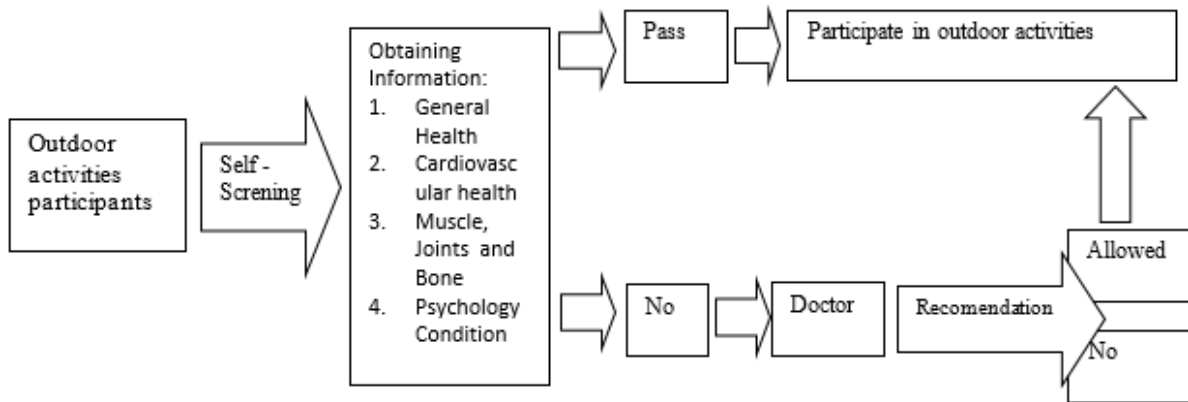 Outdoor
activities
participants
Self -
Screning
Obtaining
Information:
1. General
Health
2. Cardiovasc
ular health
3. Muscle,
Joints and
Bone
4. Psychology
Condition
Pass
Participate in outdoor activities
No
Doctor
Recomendation
Allowed
No